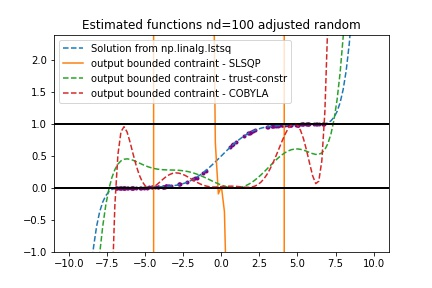 Estimated functions nd=100 adjusted random
Solution from np.linalg.lstsq
output bounded contraint - SLSQP
output bounded contraint - trust-constr
output bounded contraint - COBYLA
2.0
1.5
1.0
0.5
0.0
−0.5
−1.0
−10.0 −7.5 −5.0 −2.5 0.0 2.5 5.0 7.5 10.0